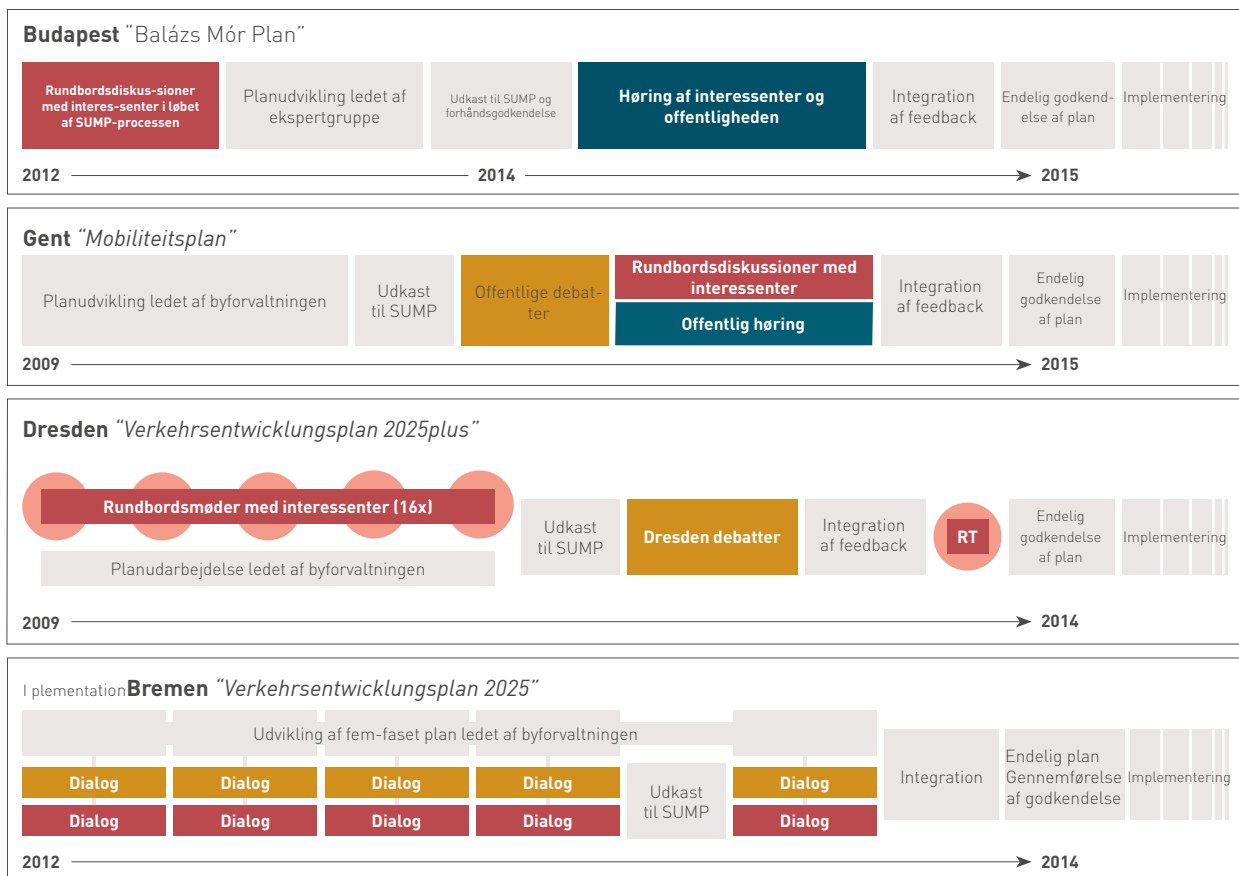 Budapest “Balázs Mór Plan”
Rundbordsdiskus-sioner
med interes-senter i løbet
af SUMP-processen
Planudvikling ledet af
ekspertgruppe
Udkast til SUMP og
forhåndsgodkendelse
Høring af interessenter og
offentligheden
Integration
af feedback
Endelig godkend-
else af plan
Implementering
2012
2014
2015
Gent “Mobiliteitsplan”
Planudvikling ledet af byforvaltningen
Udkast
til SUMP
Offentlige debat-
ter
Rundbordsdiskussioner med
interessenter
Offentlig høring
Integration
af feedback
Endelig
godkendelse
af plan
Implementering
2009
2015
Dresden “Verkehrsentwicklungsplan 2025plus”
Rundbordsmøder med interessenter (16x)
Planudarbejdelse ledet af byforvaltningen
Udkast
til SUMP
Dresden debatter
Integration
af feedback
RT
Endelig
godkendelse
af plan
Implementering
2009
2014
I plementationBremen “Verkehrsentwicklungsplan 2025”
Udvikling af fem-faset plan ledet af byforvaltningen
Dialog
Dialog
Dialog
Dialog
Dialog
Dialog
Dialog
Dialog
Dialog
Dialog
Udkast
til SUMP
Integration
Endelig plan
Gennemførelse
af godkendelse
Implementering
2012
2014